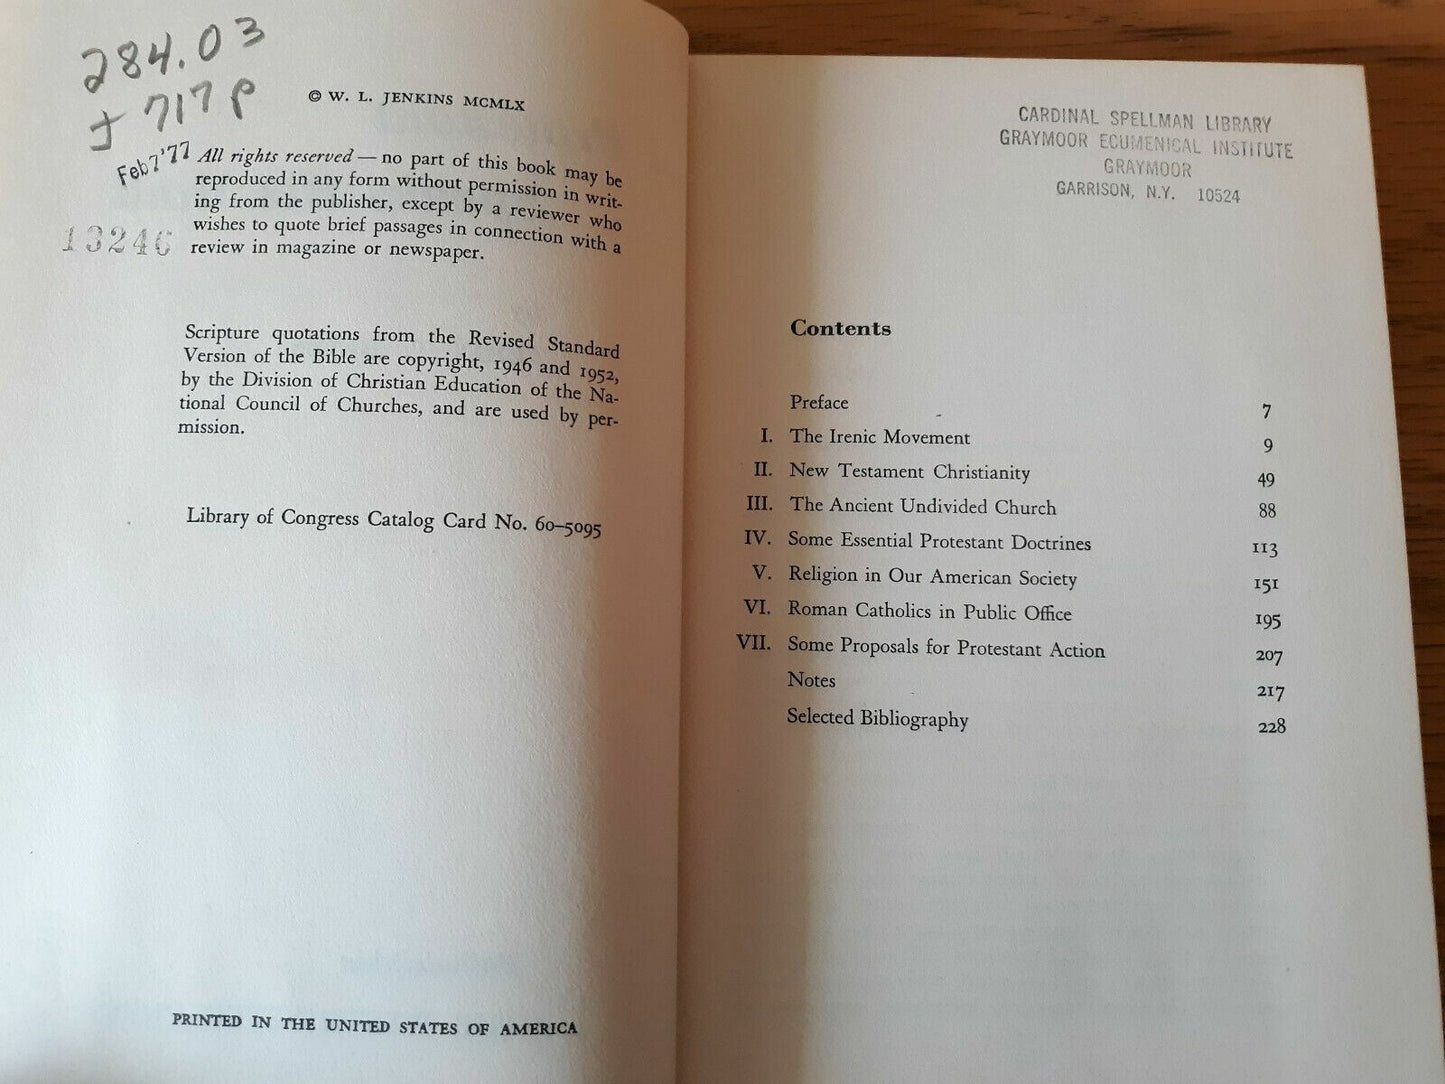 284.03
J717p
Feb 7 '77
13246
© W. L. JENKINS MCMLX
All rights reserved — no part of this book may be
reproduced in any form without permission in writ-
ing from the publisher, except by a reviewer who
wishes to quote brief passages in connection with a
review in magazine or newspaper.
Scripture quotations from the Revised Standard
Version of the Bible are copyright, 1946 and 1952,
by the Division of Christian Education of the Na-
tional Council of Churches, and are used by per-
mission.
Library of Congress Catalog Card No. 60–5095
PRINTED IN THE UNITED STATES OF AMERICA
CARDINAL SPELLMAN LIBRARY
GRAYMOOR ECUMENICAL INSTITUTE
GRAYMOOR
GARRISON, N.Y. 10524
Contents
Preface 7
I. The Irenic Movement 9
II. New Testament Christianity 49
III. The Ancient Undivided Church 88
IV. Some Essential Protestant Doctrines 113
V. Religion in Our American Society 151
VI. Roman Catholics in Public Office 195
VII. Some Proposals for Protestant Action 207
Notes 217
Selected Bibliography 228